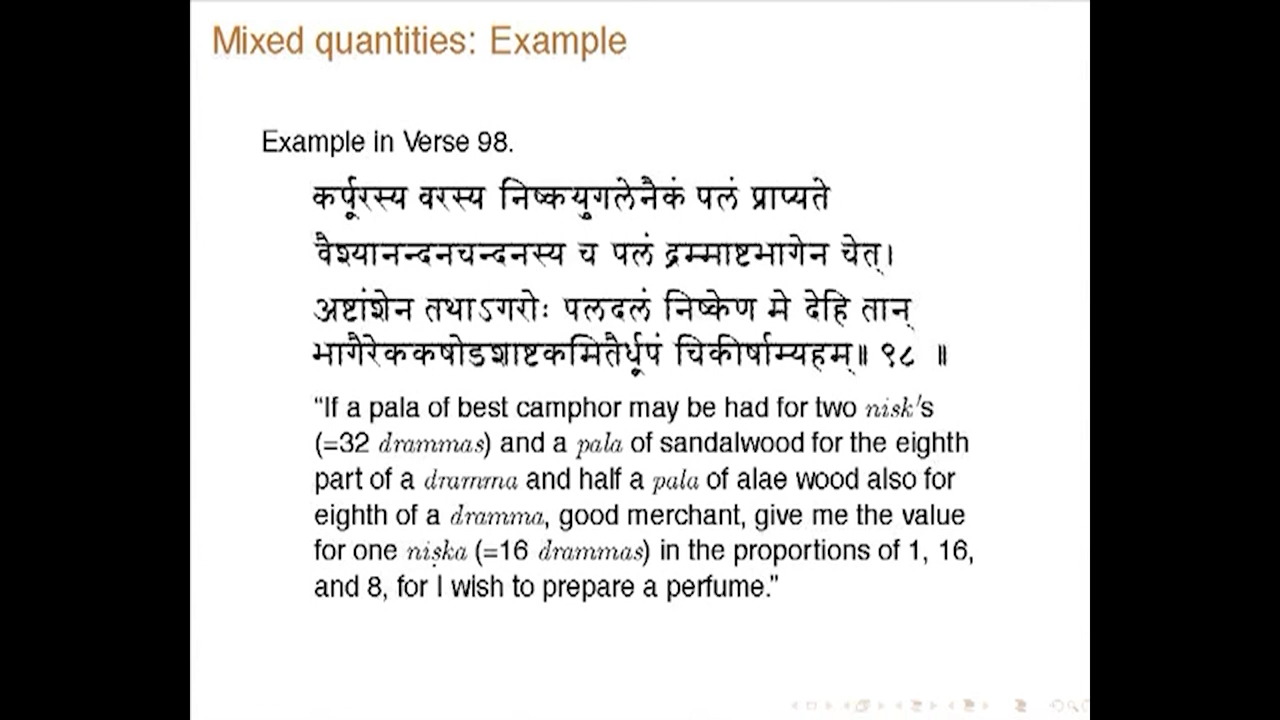 Mixed quantities: Example
Example in Verse 98.
कर्पूरस्य वरस्य निष्कयुगलेनैकं पलं प्राप्यते
वैश्यानन्दनचन्दनस्य च पलं द्रम्माष्टभागेन चेत्।
अष्टांशेन तथाऽगरोः पलदलं निष्केण मे देहि तान्
भागैरेककषोडशाष्टकमितैर्धूपं चिकीर्षाम्यहम्॥ ९८ ॥
“If a pala of best camphor may be had for two nisk's
(=32 drammas) and a pala of sandalwood for the eighth
part of a dramma and half a pala of alae wood also for
eighth of a dramma, good merchant, give me the value
for one niṣka (=16 drammas) in the proportions of 1, 16,
and 8, for I wish to prepare a perfume.”